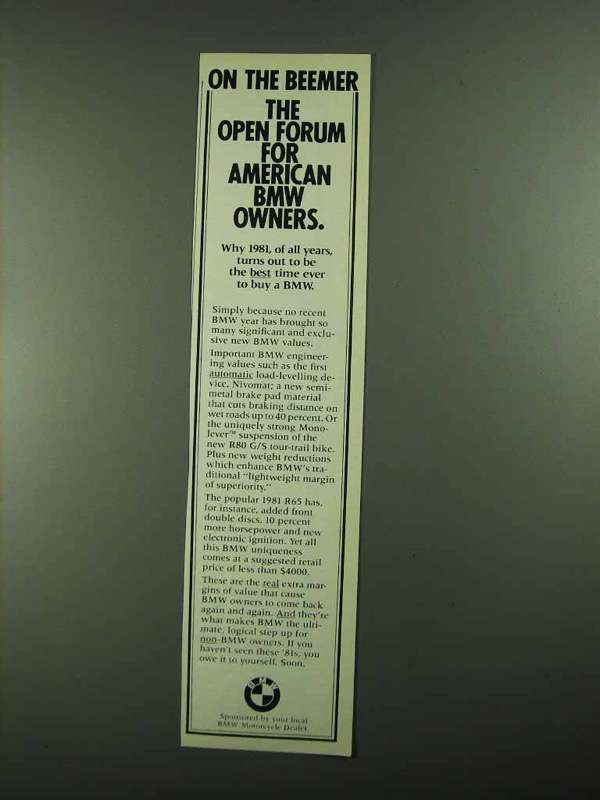 ON THE BEEMER
THE
OPEN FORUM
FOR
AMERICAN
BMW
OWNERS.
Why 1981, of all years,
turns out to be
the best time ever
to buy a BMW.
Simply because no recent
BMW year has brought so
many significant and exclu-
sive new BMW values.
Important BMW engineer-
ing values such as the first
automatic load-levelling de-
vice, Nivomat; a new semi-
metal brake pad material
that cuts braking distance on
wet roads up to 40 percent. Or
the uniquely strong Mono-
lever™ suspension of the
new R80 G/S tour-trail bike.
Plus new weight reductions
which enhance BMW's tra-
ditional "lightweight margin
of superiority."
The popular 1981 R65 has,
for instance, added front
double discs, 10 percent
more horsepower and new
electronic ignition. Yet all
this BMW uniqueness
comes at a suggested retail
price of less than $4000.
These are the real extra mar-
gins of value that cause
BMW owners to come back
again and again. And they're
what makes BMW the ulti-
mate, logical step up for
non-BMW owners. If you
haven't seen these '81s, you
owe it to yourself. Soon.
BMW
Sponsored by your local
BMW Motorcycle Dealer